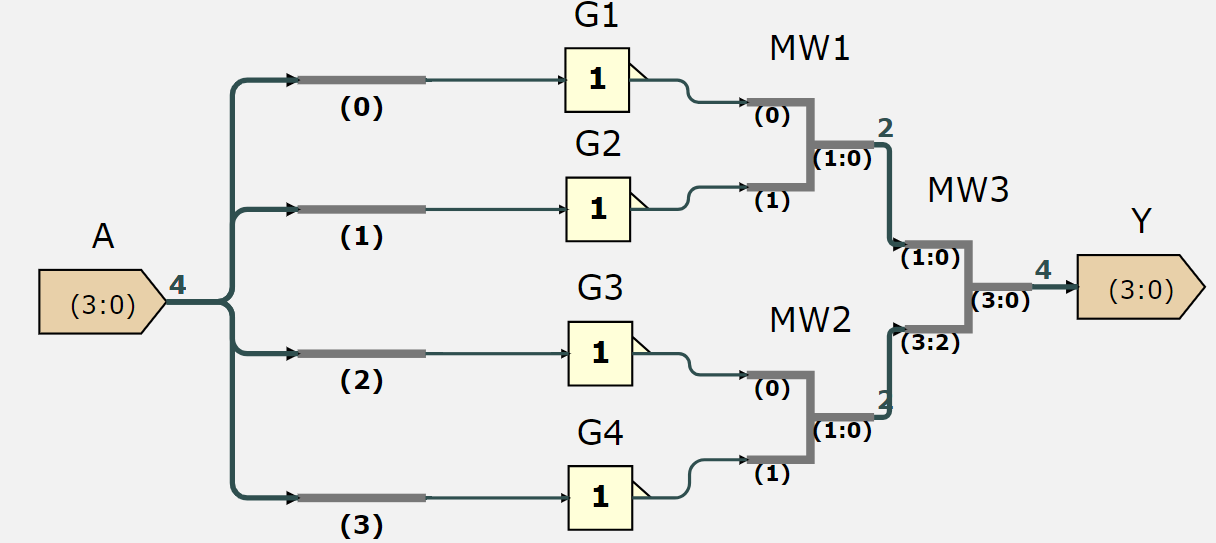 G1
MW1
1
(0)
(0)
2
(1:0)
G2
1
(1)
(1)
MW3
A
4
(3:0)
(1:0)
Y
4
(3:0)
(3:0)
G3
MW2
(3:2)
1
(2)
(0)
2
(1:0)
G4
1
(1)
(3)